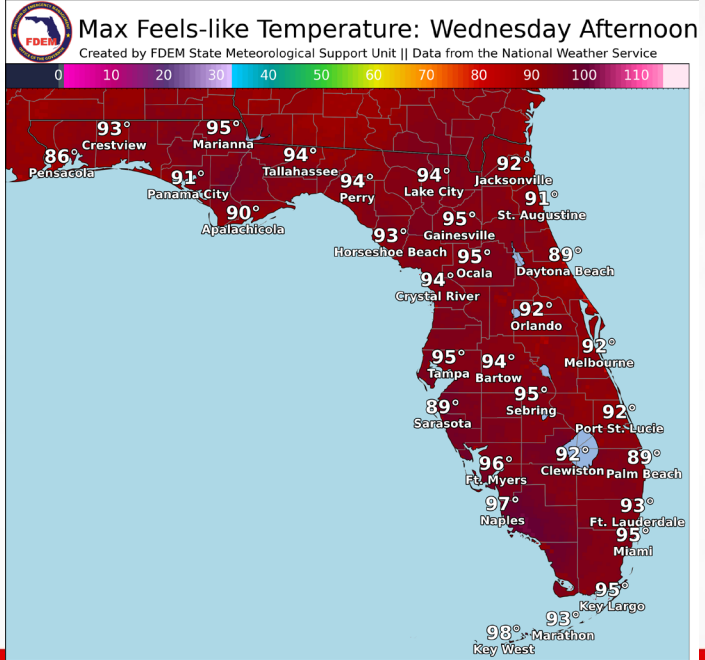 Max Feels-like Temperature: Wednesday Afternoon
Created by FDEM State Meteorological Support Unit || Data from the National Weather Service
FDEM
0 10 20 30 40 50 60 70 80 90 100 110
93°
Crestview
95°
Marianna
86°
Pensacola
94°
Tallahassee
91°
Panama City
94°
Perry
94°
Lake City
92°
Jacksonville
90°
Apalachicola
91°
St. Augustine
95°
Gainesville
93°
Horseshoe Beach
95°
Ocala
89°
Daytona Beach
94°
Crystal River
92°
Orlando
92°
Melbourne
95°
Tampa
94°
Bartow
95°
Sebring
89°
Sarasota
92°
Port St. Lucie
92°
Clewiston
89°
Palm Beach
96°
Ft. Myers
97°
Naples
93°
Ft. Lauderdale
95°
Miami
95°
Key Largo
93°
Marathon
98°
Key West